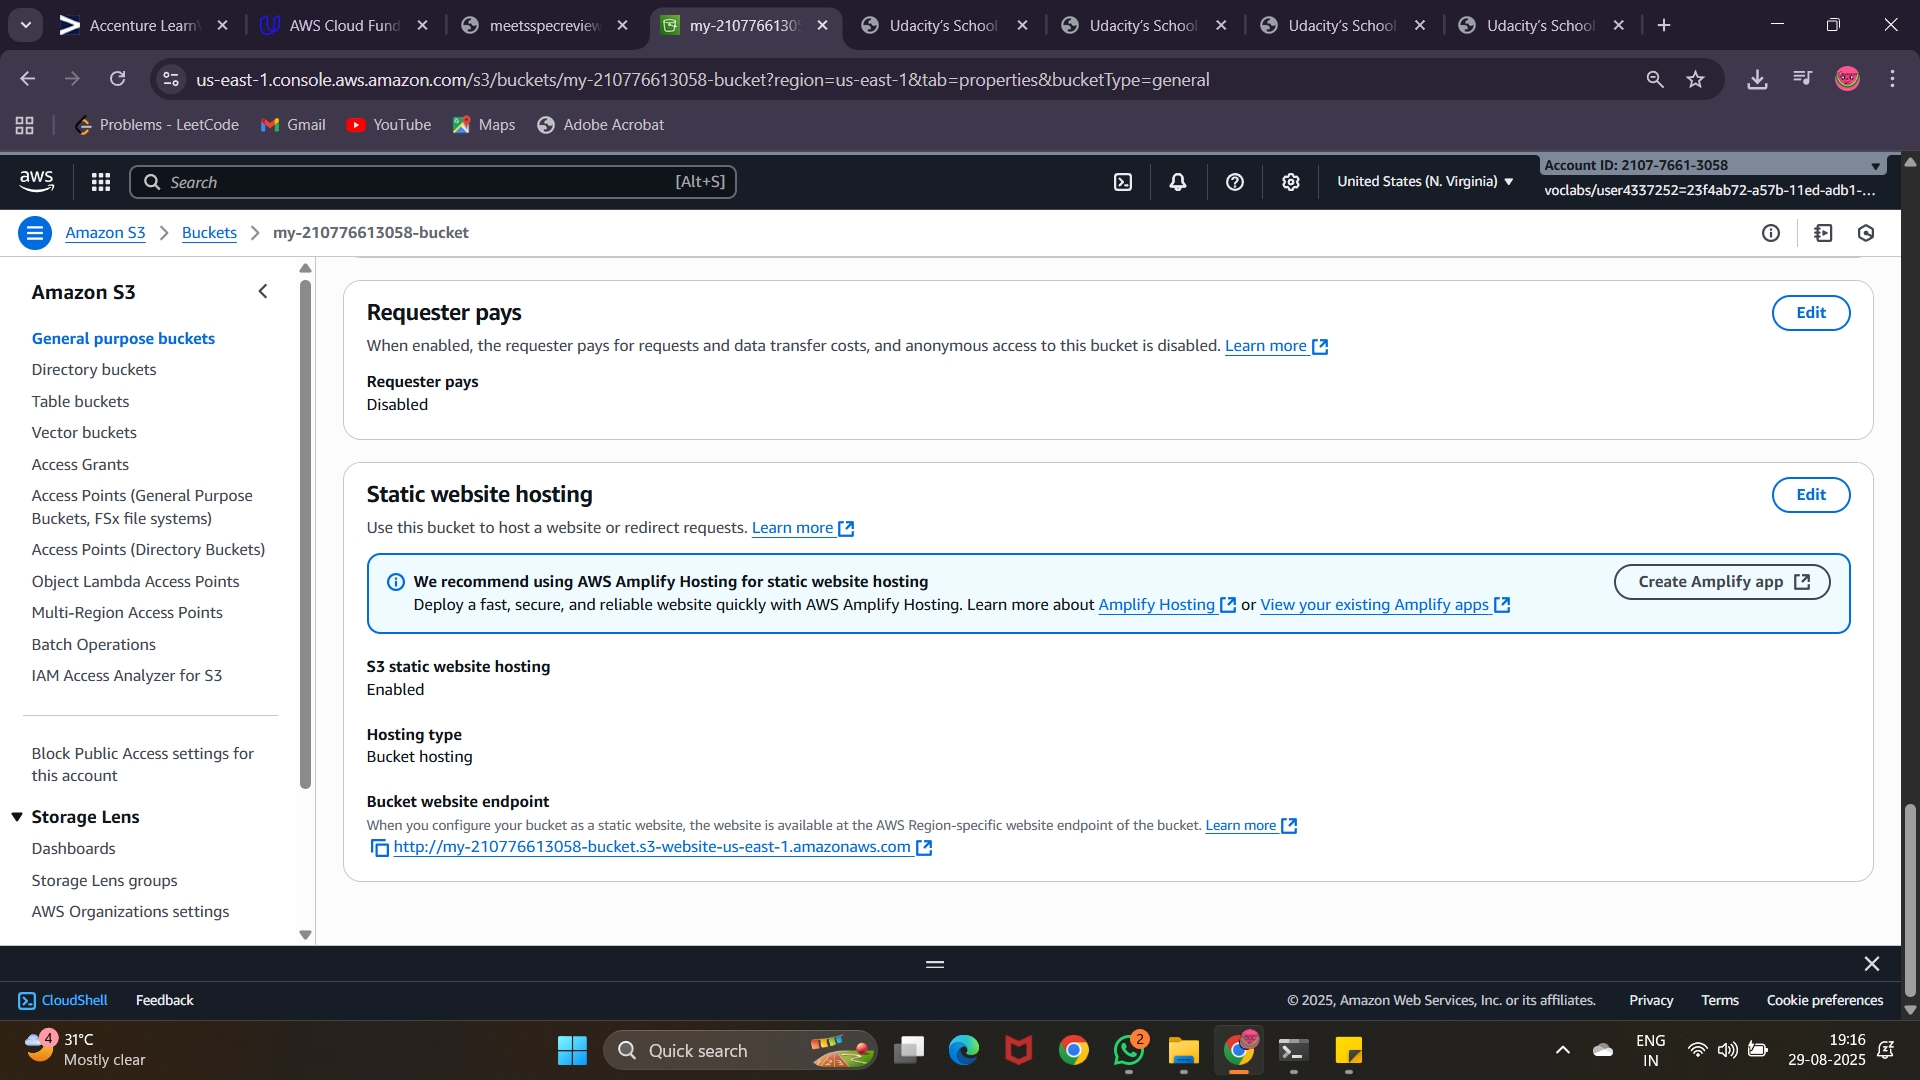 Accenture Learn
AWS Cloud Fund
meetsspecreview
my-21077661305
Udacity's School
Udacity's School
Udacity's School
Udacity's School
us-east-1.console.aws.amazon.com/s3/buckets/my-210776613058-bucket?region=us-east-1&tab=properties&bucketType=general
Problems - LeetCode
Gmail
YouTube
Maps
Adobe Acrobat
aws
Search
[Alt+S]
United States (N. Virginia)
Account ID: 2107-7661-3058
voclabs/user4337252=23f4ab72-a57b-11ed-adb1-...
Amazon S3
Buckets
my-210776613058-bucket
Amazon S3
General purpose buckets
Directory buckets
Table buckets
Vector buckets
Access Grants
Access Points (General Purpose
Buckets, FSx file systems)
Access Points (Directory Buckets)
Object Lambda Access Points
Multi-Region Access Points
Batch Operations
IAM Access Analyzer for S3
Block Public Access settings for
this account
Storage Lens
Dashboards
Storage Lens groups
AWS Organizations settings
Requester pays
Edit
When enabled, the requester pays for requests and data transfer costs, and anonymous access to this bucket is disabled. Learn more
Requester pays
Disabled
Static website hosting
Edit
Use this bucket to host a website or redirect requests. Learn more
We recommend using AWS Amplify Hosting for static website hosting
Deploy a fast, secure, and reliable website quickly with AWS Amplify Hosting. Learn more about Amplify Hosting or View your existing Amplify apps
Create Amplify app
S3 static website hosting
Enabled
Hosting type
Bucket hosting
Bucket website endpoint
When you configure your bucket as a static website, the website is available at the AWS Region-specific website endpoint of the bucket. Learn more
http://my-210776613058-bucket.s3-website-us-east-1.amazonaws.com
CloudShell
Feedback
© 2025, Amazon Web Services, Inc. or its affiliates.
Privacy
Terms
Cookie preferences
4
31°C
Mostly clear
Quick search
2
ENG
IN
19:16
29-08-2025